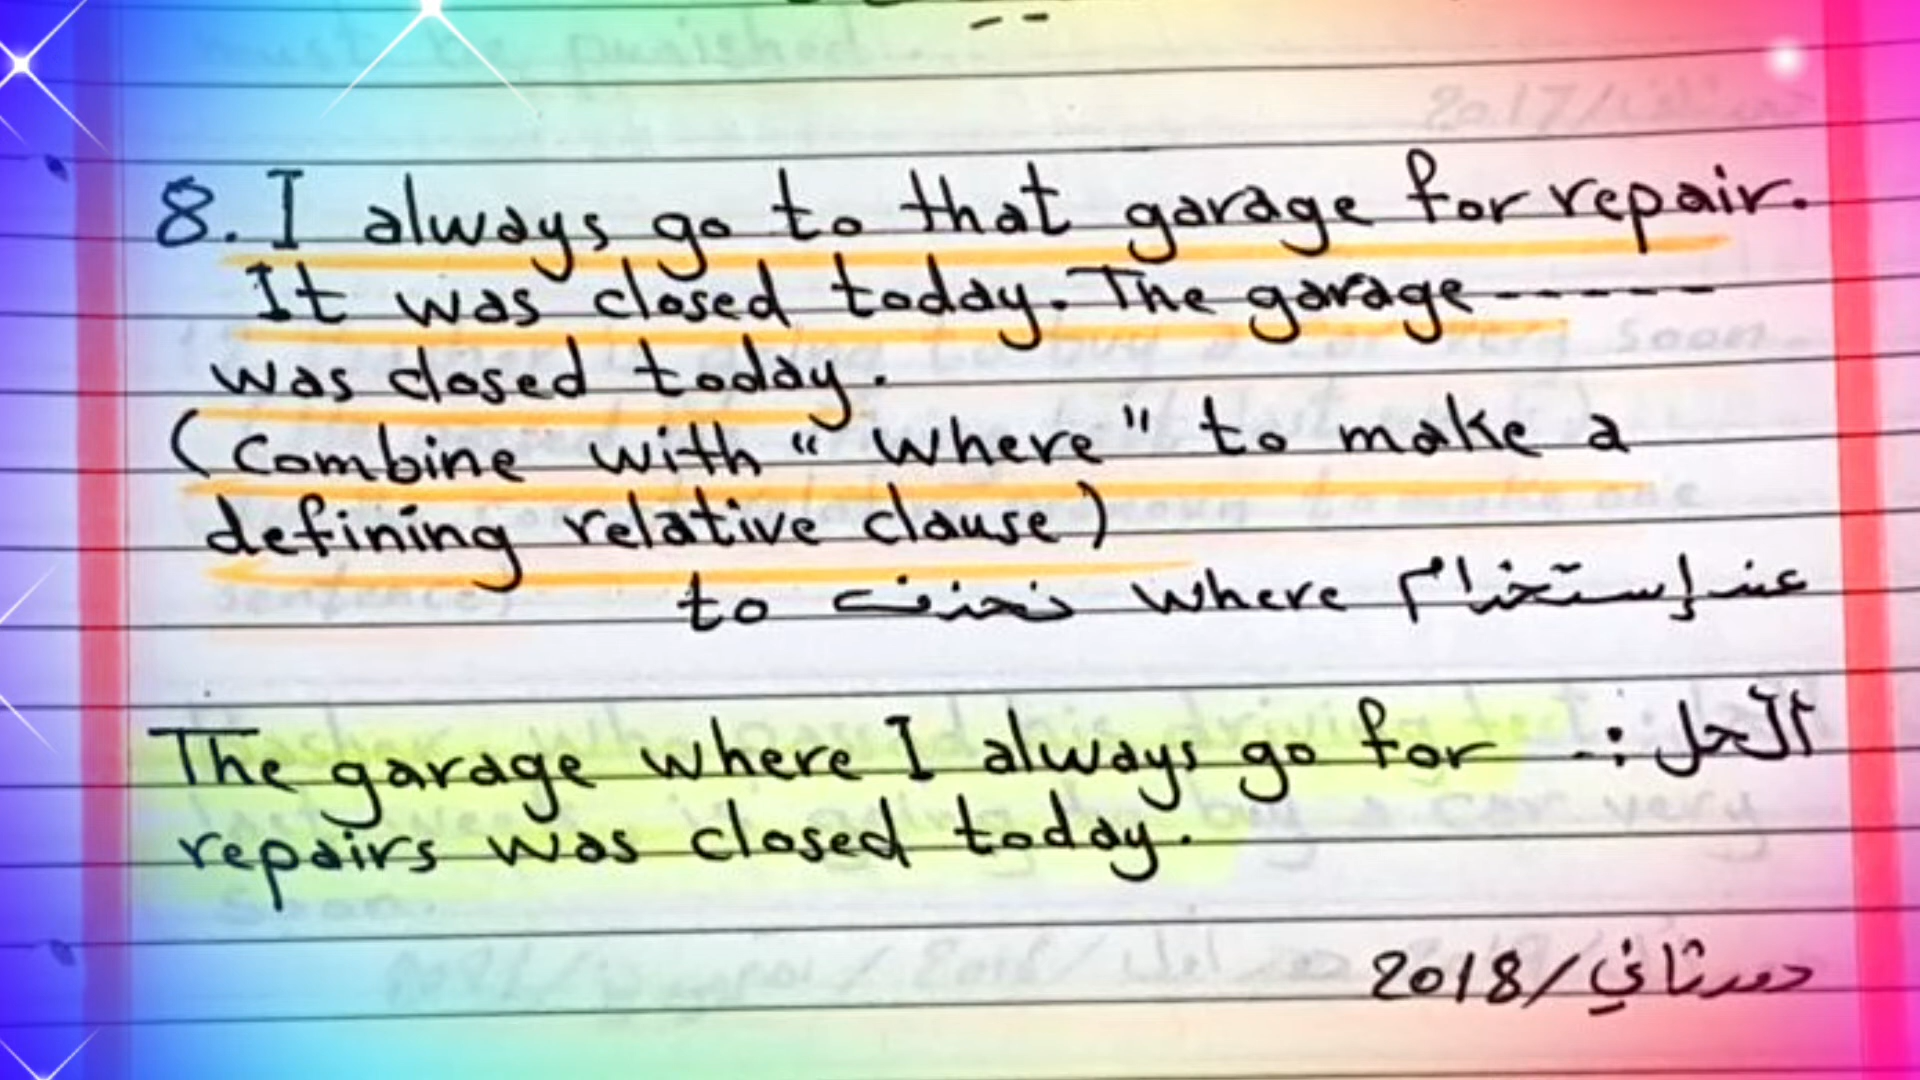 8. I always go to that garage for repair.
It was closed today. The garage ------
was closed today.
(Combine with "where" to make a
defining relative clause)
عند إستخدام where نحذف to
الحل :- The garage where I always go for
repairs was closed today.
دور ثاني/2018